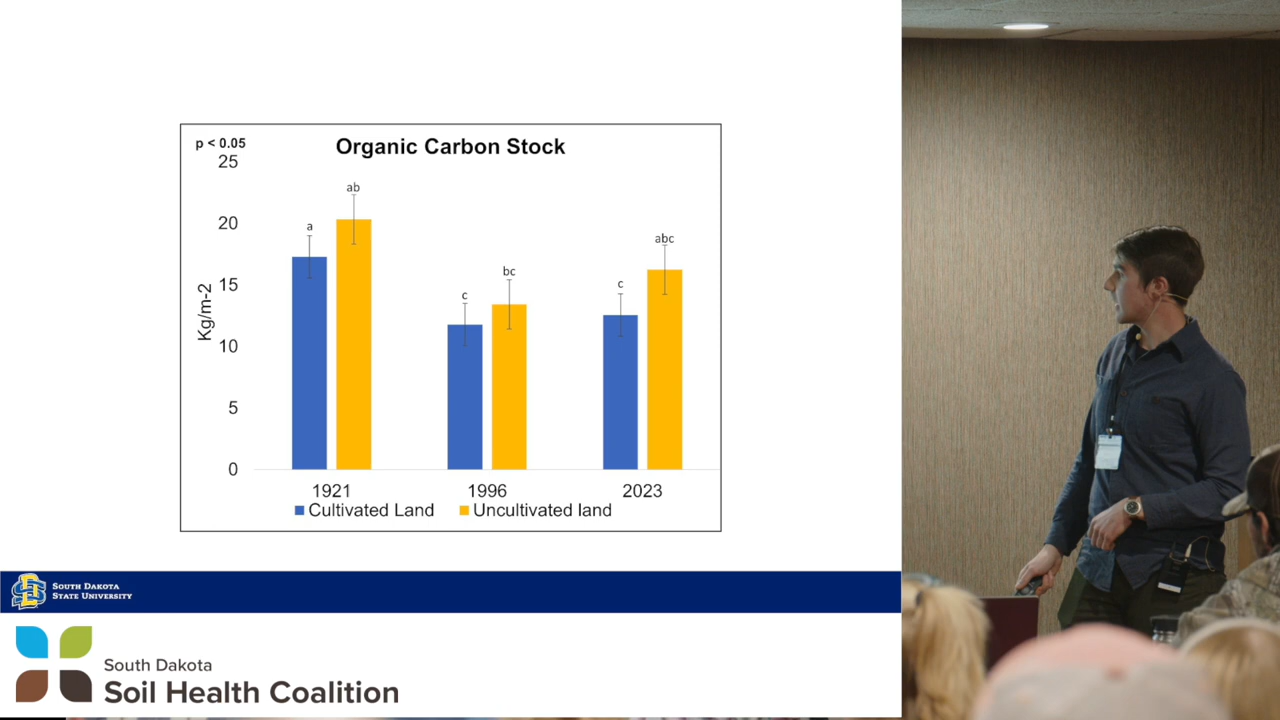 p < 0.05
Organic Carbon Stock
25
20
15
10
5
0
Kg/m-2
a
ab
c
bc
c
abc
1921
1996
2023
Cultivated Land
Uncultivated land
South Dakota
State University
South Dakota
Soil Health Coalition